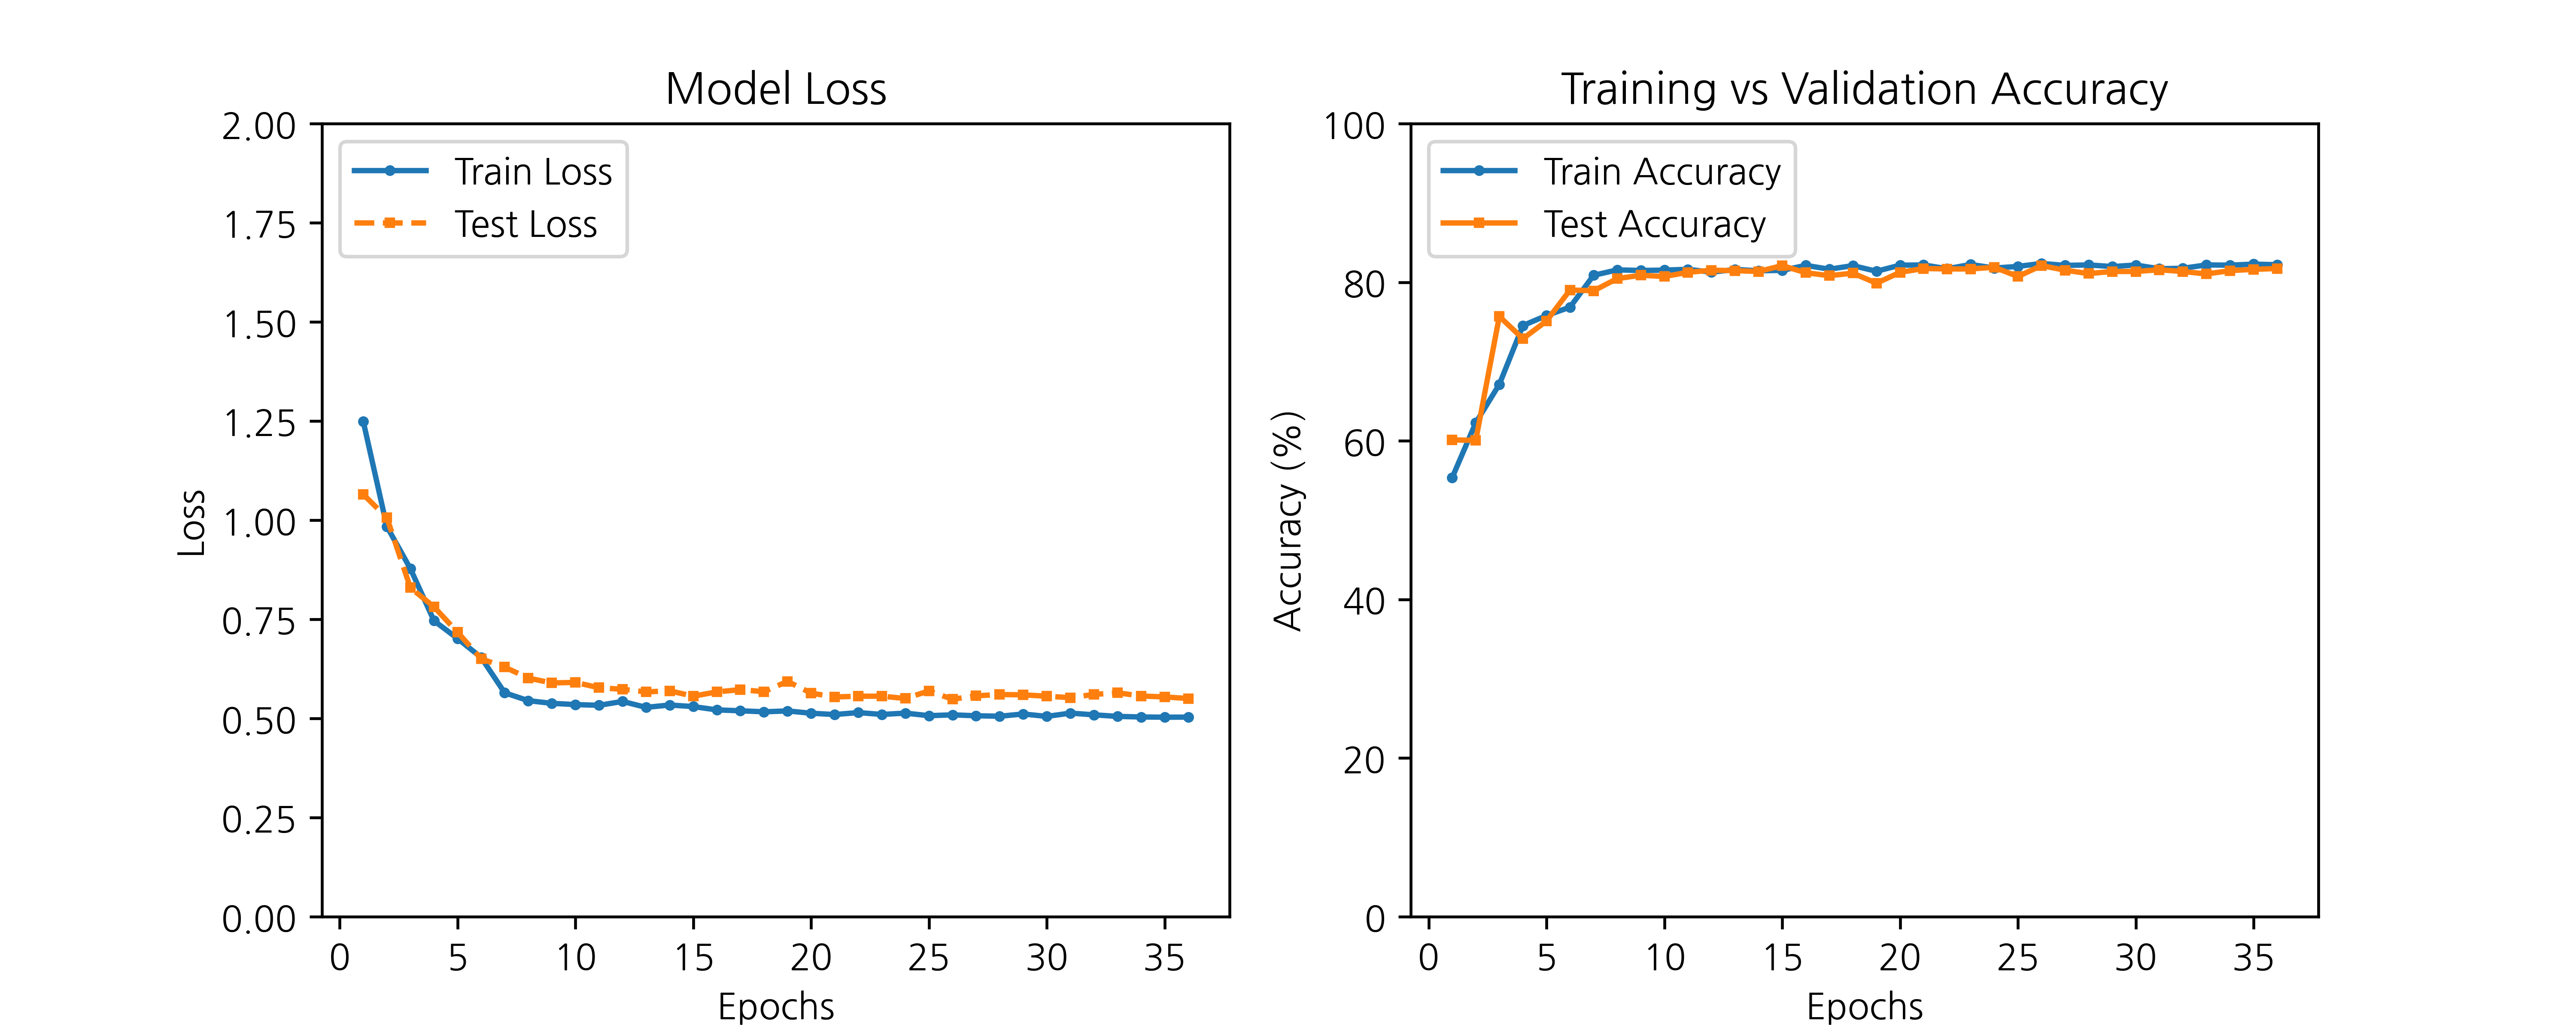 Model Loss
2.00
1.75
1.50
1.25
1.00
0.75
0.50
0.25
0.00
Loss
Train Loss
Test Loss
0 5 10 15 20 25 30 35
Epochs
Training vs Validation Accuracy
100
80
60
40
20
0
Accuracy (%)
Train Accuracy
Test Accuracy
0 5 10 15 20 25 30 35
Epochs